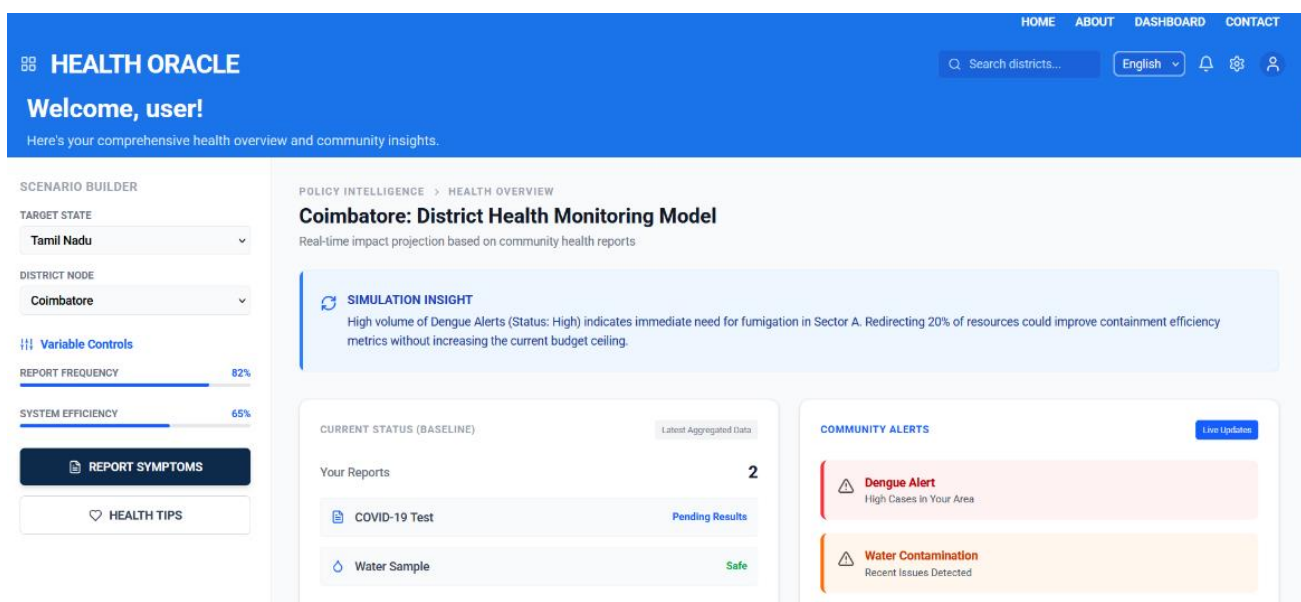 HOME ABOUT DASHBOARD CONTACT
HEALTH ORACLE
Search districts...
English
Welcome, user!
Here's your comprehensive health overview and community insights.
SCENARIO BUILDER
TARGET STATE
Tamil Nadu
DISTRICT NODE
Coimbatore
Variable Controls
REPORT FREQUENCY 82%
SYSTEM EFFICIENCY 65%
REPORT SYMPTOMS
HEALTH TIPS
POLICY INTELLIGENCE > HEALTH OVERVIEW
Coimbatore: District Health Monitoring Model
Real-time impact projection based on community health reports
SIMULATION INSIGHT
High volume of Dengue Alerts (Status: High) indicates immediate need for fumigation in Sector A. Redirecting 20% of resources could improve containment efficiency
metrics without increasing the current budget ceiling.
CURRENT STATUS (BASELINE)
Latest Aggregated Data
Your Reports 2
COVID-19 Test Pending Results
Water Sample Safe
COMMUNITY ALERTS
Live Updates
Dengue Alert
High Cases in Your Area
Water Contamination
Recent Issues Detected